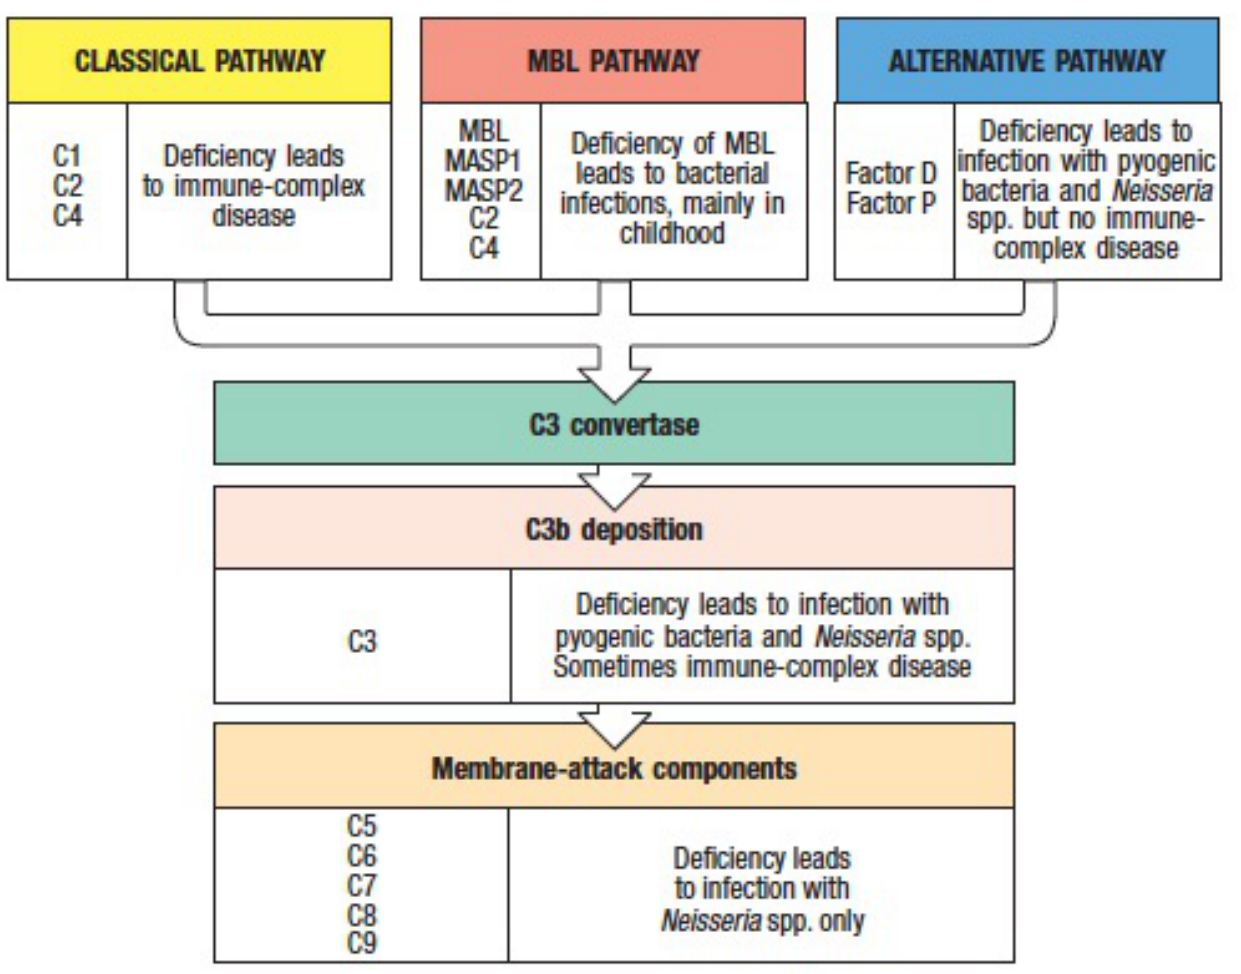 CLASSICAL PATHWAY
C1
C2
C4
Deficiency leads
to immune-complex
disease
MBL PATHWAY
MBL
MASP1
MASP2
C2
C4
Deficiency of MBL
leads to bacterial
infections, mainly in
childhood
ALTERNATIVE PATHWAY
Factor D
Factor P
Deficiency leads to
infection with pyogenic
bacteria and Neisseria
spp. but no immune-
complex disease
C3 convertase
C3b deposition
C3
Deficiency leads to infection with
pyogenic bacteria and Neisseria spp.
Sometimes immune-complex disease
Membrane-attack components
C5
C6
C7
C8
C9
Deficiency leads
to infection with
Neisseria spp. only